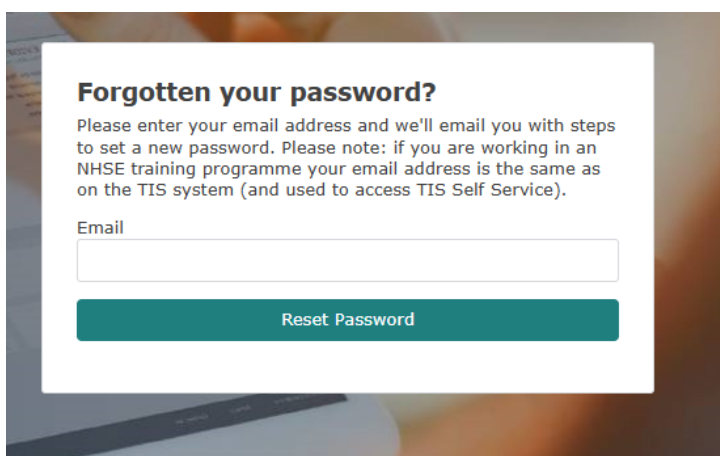 Forgotten your password?
Please enter your email address and we'll email you with steps
to set a new password. Please note: if you are working in an
NHSE training programme your email address is the same as
on the TIS system (and used to access TIS Self Service).
Email
Reset Password